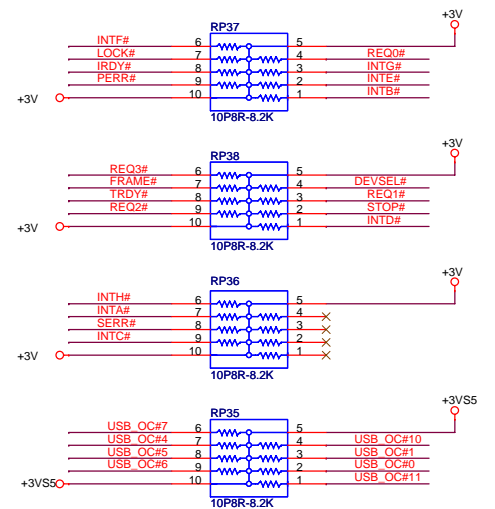 RP37
+3V
INTF# 6 5
LOCK# 7 4 REQ0#
IRDY# 8 3 INTG#
PERR# 9 2 INTE#
+3V 10 1 INTB#
10P8R-8.2K
RP38
+3V
REQ3# 6 5
FRAME# 7 4 DEVSEL#
TRDY# 8 3 REQ1#
REQ2# 9 2 STOP#
+3V 10 1 INTD#
10P8R-8.2K
RP36
+3V
INTH# 6 5
INTA# 7 4
SERR# 8 3
INTC# 9 2
+3V 10 1
10P8R-8.2K
RP35
+3VS5
USB_OC#7 6 5
USB_OC#4 7 4 USB_OC#10
USB_OC#5 8 3 USB_OC#1
USB_OC#6 9 2 USB_OC#0
+3VS5 10 1 USB_OC#11
10P8R-8.2K